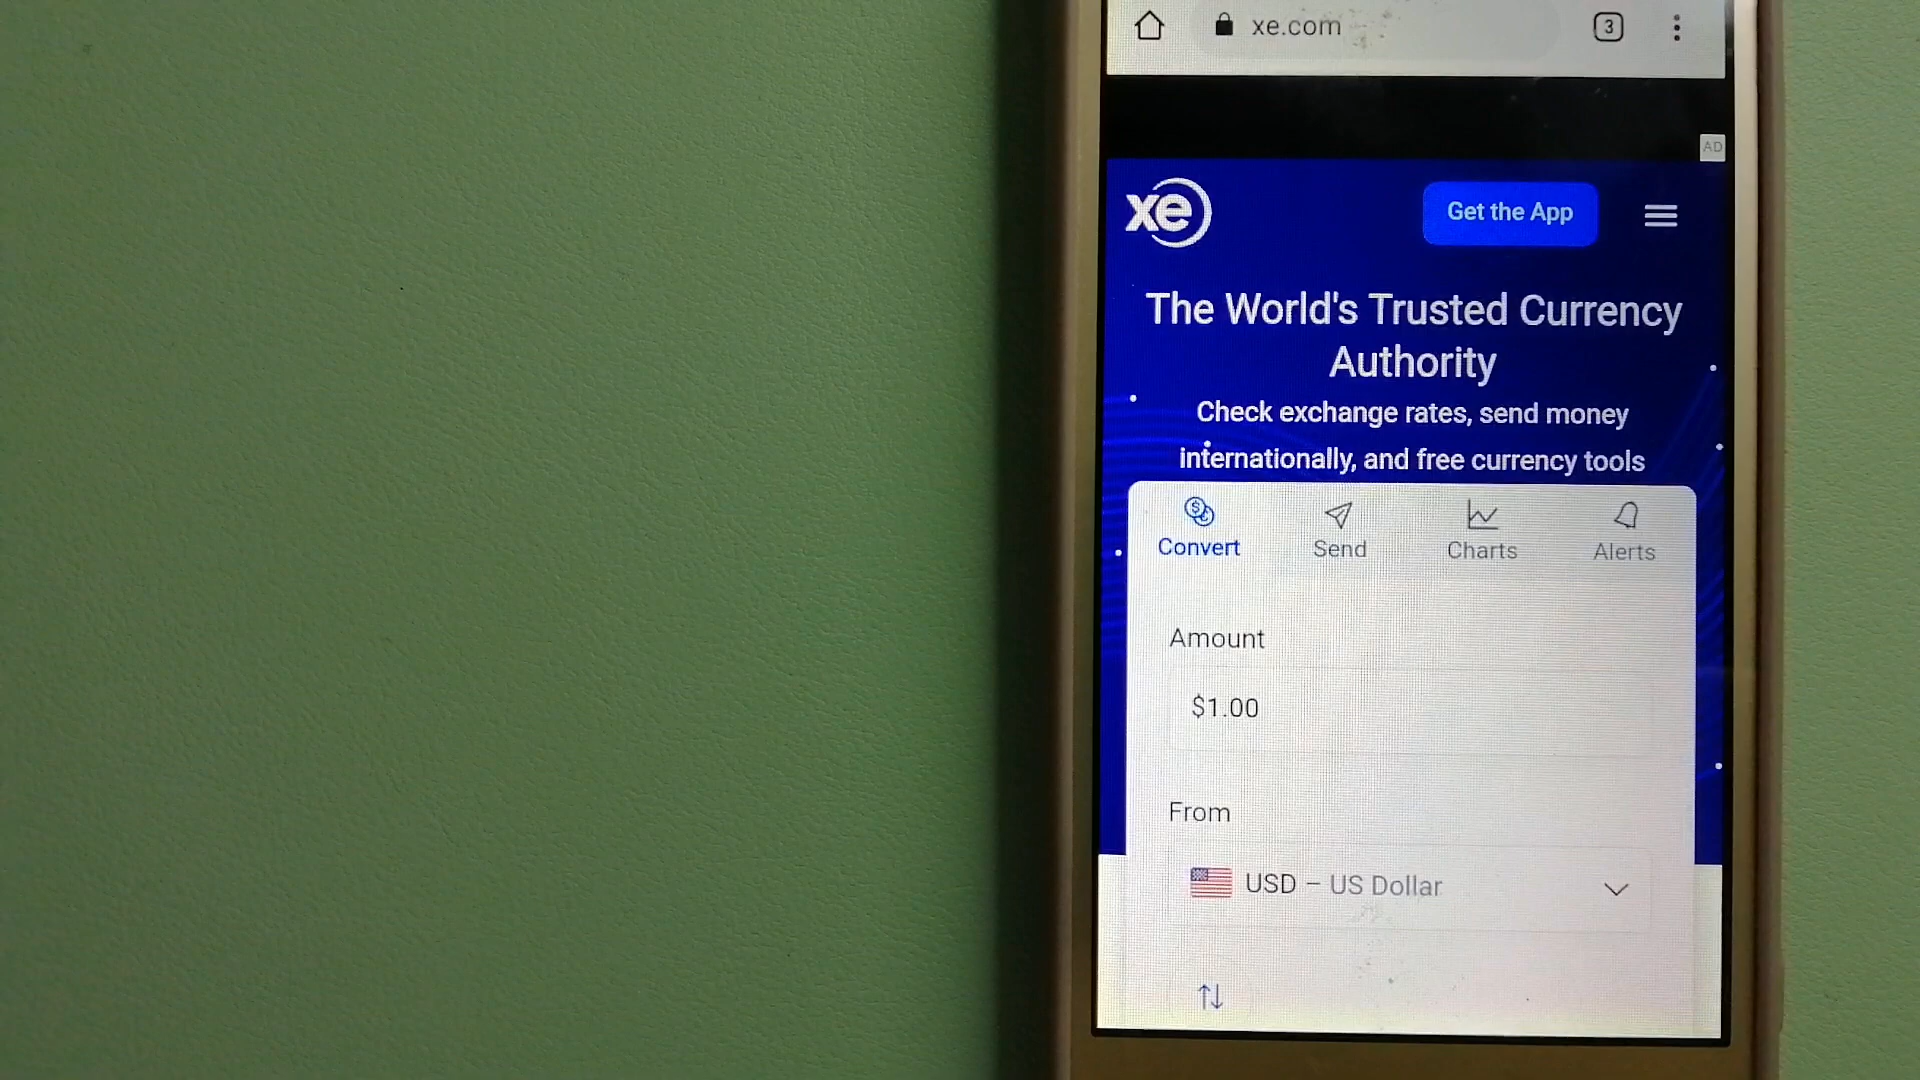 xe.com
3
AD
xe
Get the App
The World's Trusted Currency
Authority
Check exchange rates, send money
internationally, and free currency tools
Convert
Send
Charts
Alerts
Amount
$1.00
From
USD – US Dollar